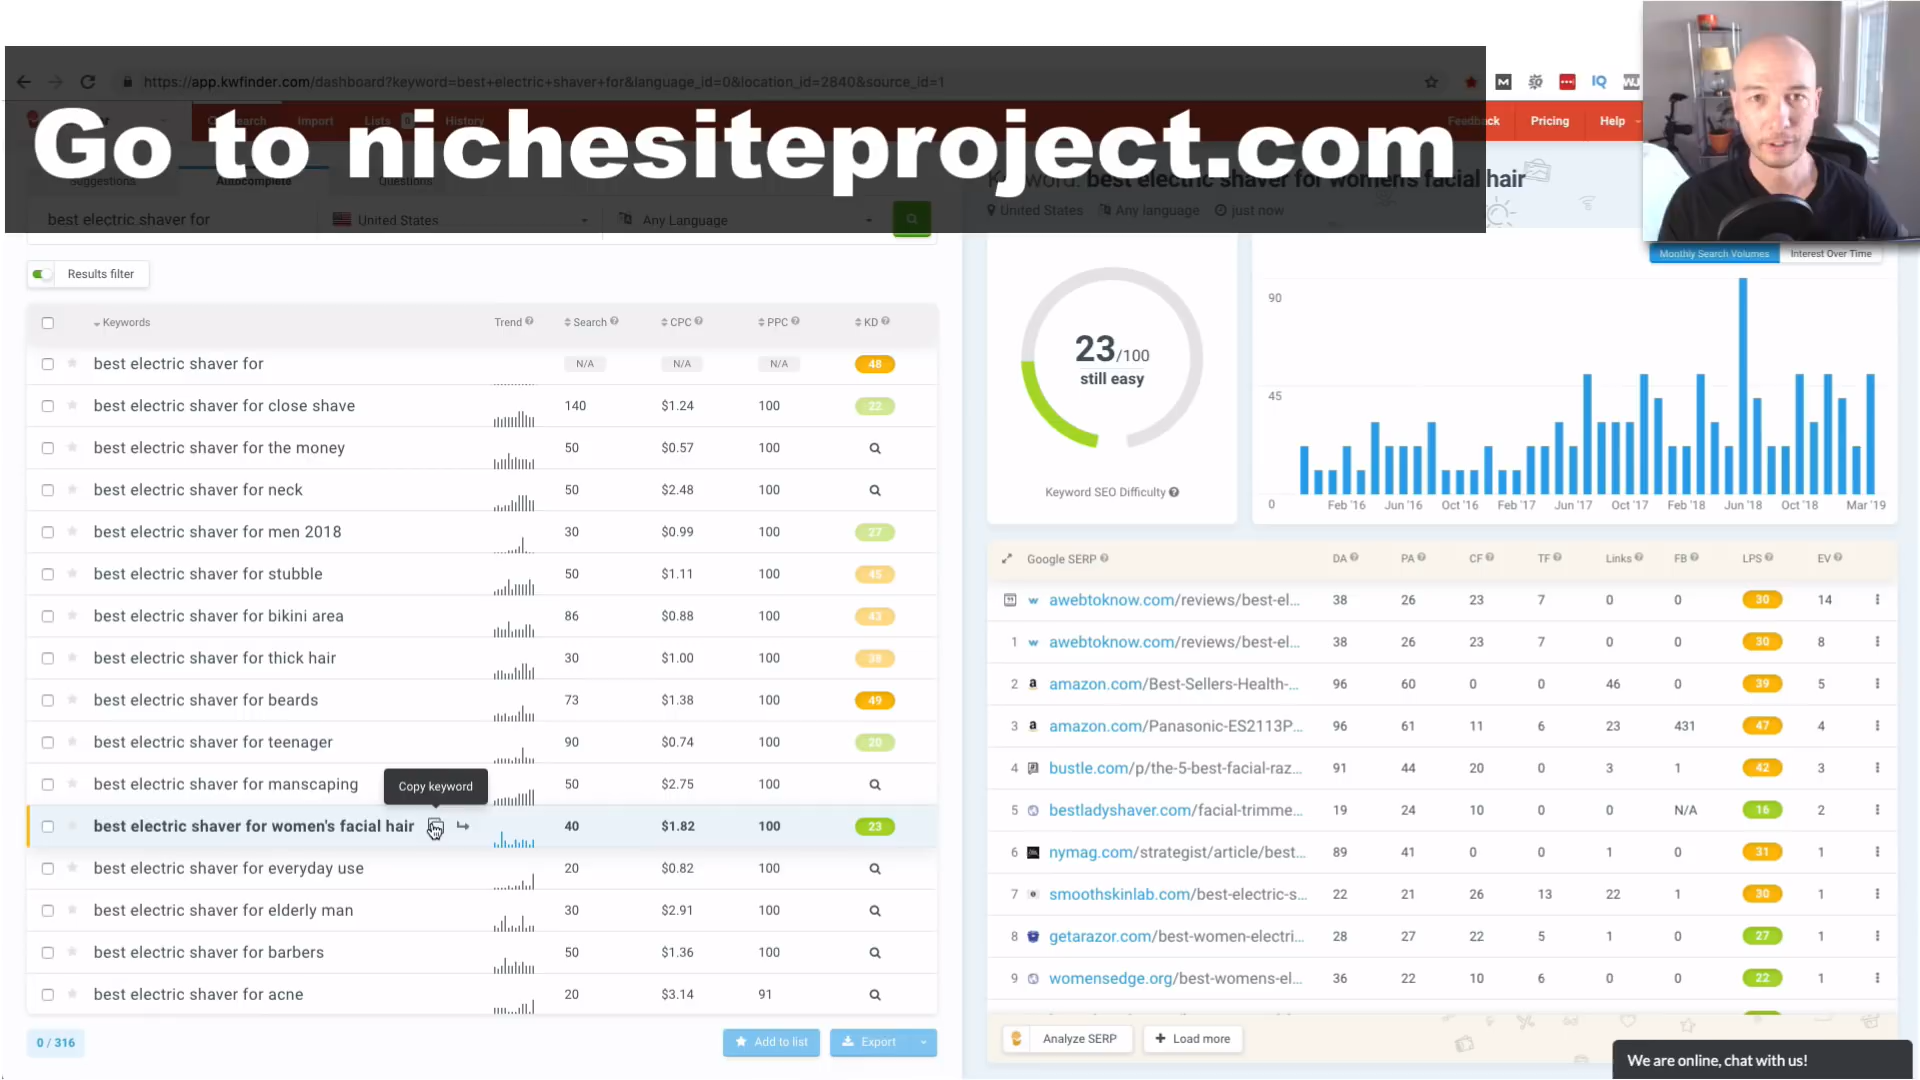 https://app.kwfinder.com/dashboard?keyword=best+electric+shaver+for&language_id=0&location_id=2840&source_id=1
Go to nichesiteproject.com
Search Import Lists History Feedback Pricing Help
Suggestions Autocomplete Questions
Keyword: best electric shaver for women's facial hair
best electric shaver for United States Any Language
United States Any language just now
Results filter
Monthly Search Volumes Interest Over Time
Keywords Trend Search CPC PPC KD
best electric shaver for N/A N/A N/A 48
best electric shaver for close shave 140 $1.24 100 22
best electric shaver for the money 50 $0.57 100
best electric shaver for neck 50 $2.48 100
best electric shaver for men 2018 30 $0.99 100 27
best electric shaver for stubble 50 $1.11 100 45
best electric shaver for bikini area 86 $0.88 100 43
best electric shaver for thick hair 30 $1.00 100 38
best electric shaver for beards 73 $1.38 100 49
best electric shaver for teenager 90 $0.74 100 20
best electric shaver for manscaping 50 $2.75 100
Copy keyword
best electric shaver for women's facial hair 40 $1.82 100 23
best electric shaver for everyday use 20 $0.82 100
best electric shaver for elderly man 30 $2.91 100
best electric shaver for barbers 50 $1.36 100
best electric shaver for acne 20 $3.14 91
0 / 316 Add to list Export
23/100
still easy
Keyword SEO Difficulty
90
45
0
Feb '16 Jun '16 Oct '16 Feb '17 Jun '17 Oct '17 Feb '18 Jun '18 Oct '18 Mar '19
Google SERP DA PA CF TF Links FB LPS EV
awebtoknow.com/reviews/best-el... 38 26 23 7 0 0 30 14
1 awebtoknow.com/reviews/best-el... 38 26 23 7 0 0 30 8
2 amazon.com/Best-Sellers-Health-... 96 60 0 0 46 0 39 5
3 amazon.com/Panasonic-ES2113P... 96 61 11 6 23 431 47 4
4 bustle.com/p/the-5-best-facial-raz... 91 44 20 0 3 1 42 3
5 bestladyshaver.com/facial-trimme... 19 24 10 0 0 N/A 16 2
6 nymag.com/strategist/article/best... 89 41 0 0 1 0 31 1
7 smoothskinlab.com/best-electric-s... 22 21 26 13 22 1 30 1
8 getarazor.com/best-women-electri... 28 27 22 5 1 0 27 1
9 womensedge.org/best-womens-el... 36 22 10 6 0 0 22 1
Analyze SERP + Load more
We are online, chat with us!